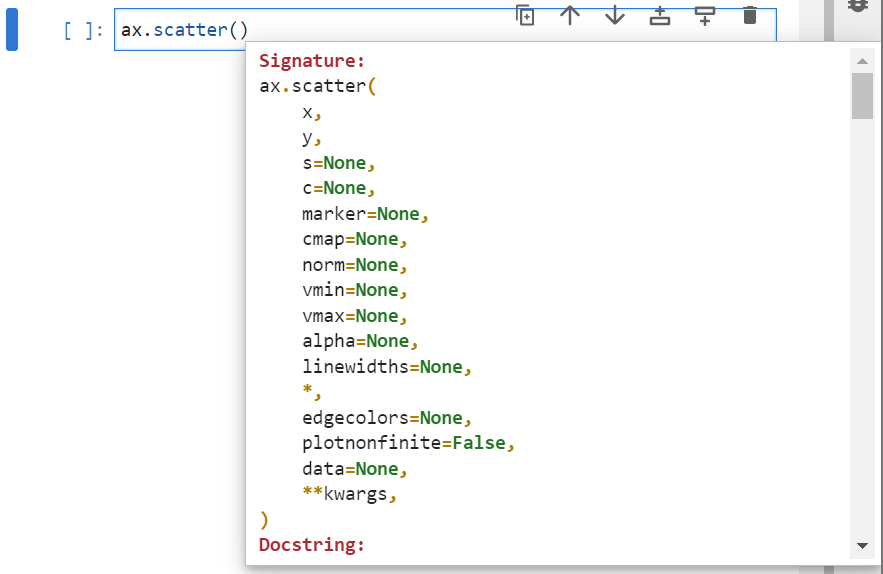 [ ]: ax.scatter()
Signature:
ax.scatter(
    x,
    y,
    s=None,
    c=None,
    marker=None,
    cmap=None,
    norm=None,
    vmin=None,
    vmax=None,
    alpha=None,
    linewidths=None,
    *,
    edgecolors=None,
    plotnonfinite=False,
    data=None,
    **kwargs,
)
Docstring: